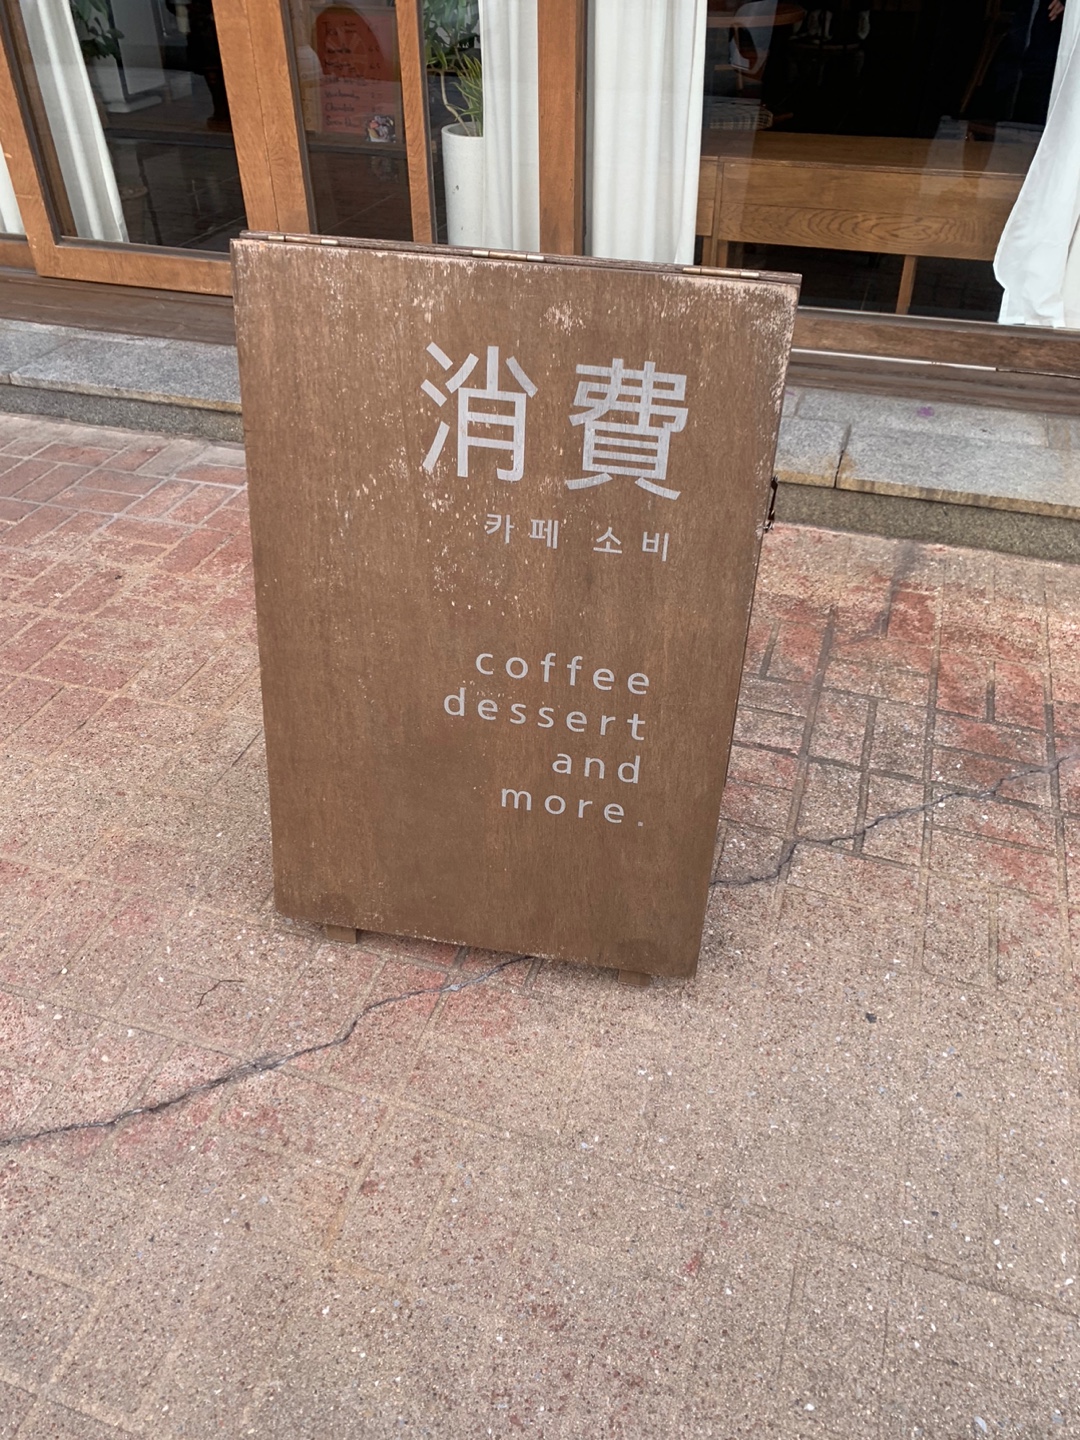 消費
카페 소비
coffee
dessert
and
more.